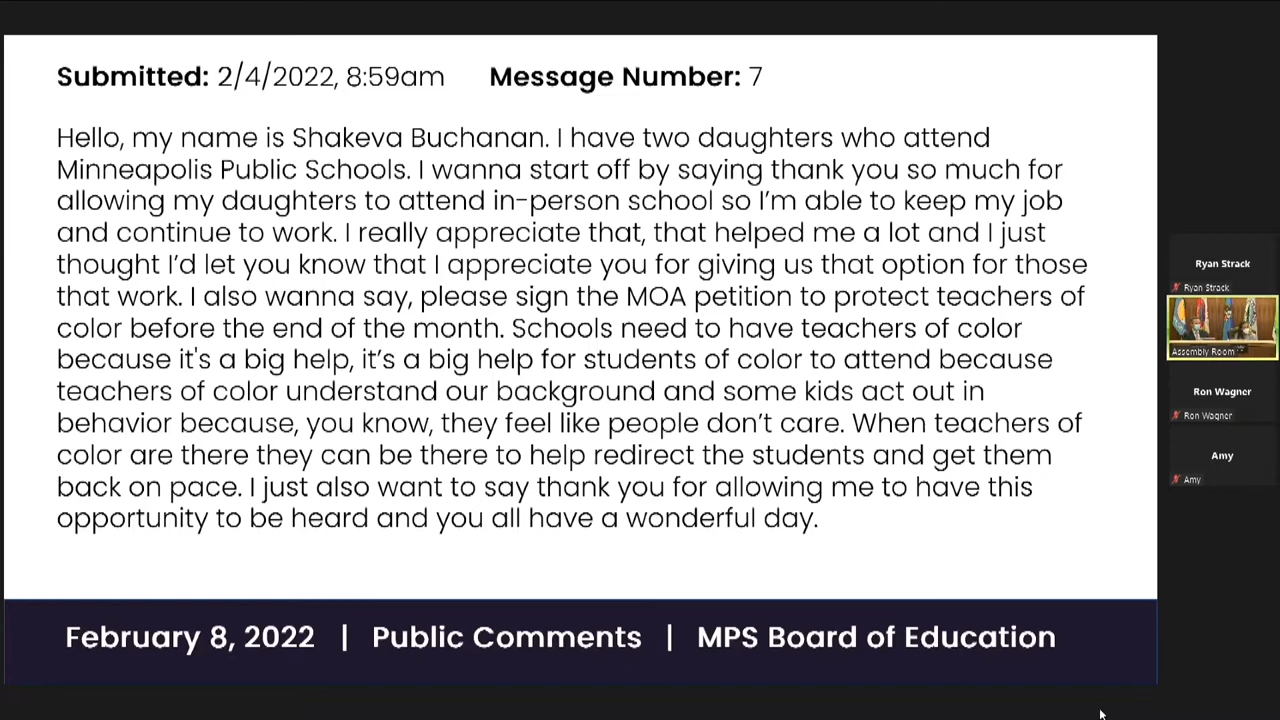 Submitted: 2/4/2022, 8:59am Message Number: 7
Hello, my name is Shakeva Buchanan. I have two daughters who attend
Minneapolis Public Schools. I wanna start off by saying thank you so much for
allowing my daughters to attend in-person school so I’m able to keep my job
and continue to work. I really appreciate that, that helped me a lot and I just
thought I’d let you know that I appreciate you for giving us that option for those
that work. I also wanna say, please sign the MOA petition to protect teachers of
color before the end of the month. Schools need to have teachers of color
because it's a big help, it’s a big help for students of color to attend because
teachers of color understand our background and some kids act out in
behavior because, you know, they feel like people don’t care. When teachers of
color are there they can be there to help redirect the students and get them
back on pace. I just also want to say thank you for allowing me to have this
opportunity to be heard and you all have a wonderful day.
February 8, 2022 | Public Comments | MPS Board of Education
Ryan Strack
Ryan Strack
Assembly Room
Ron Wagner
Ron Wagner
Amy
Amy